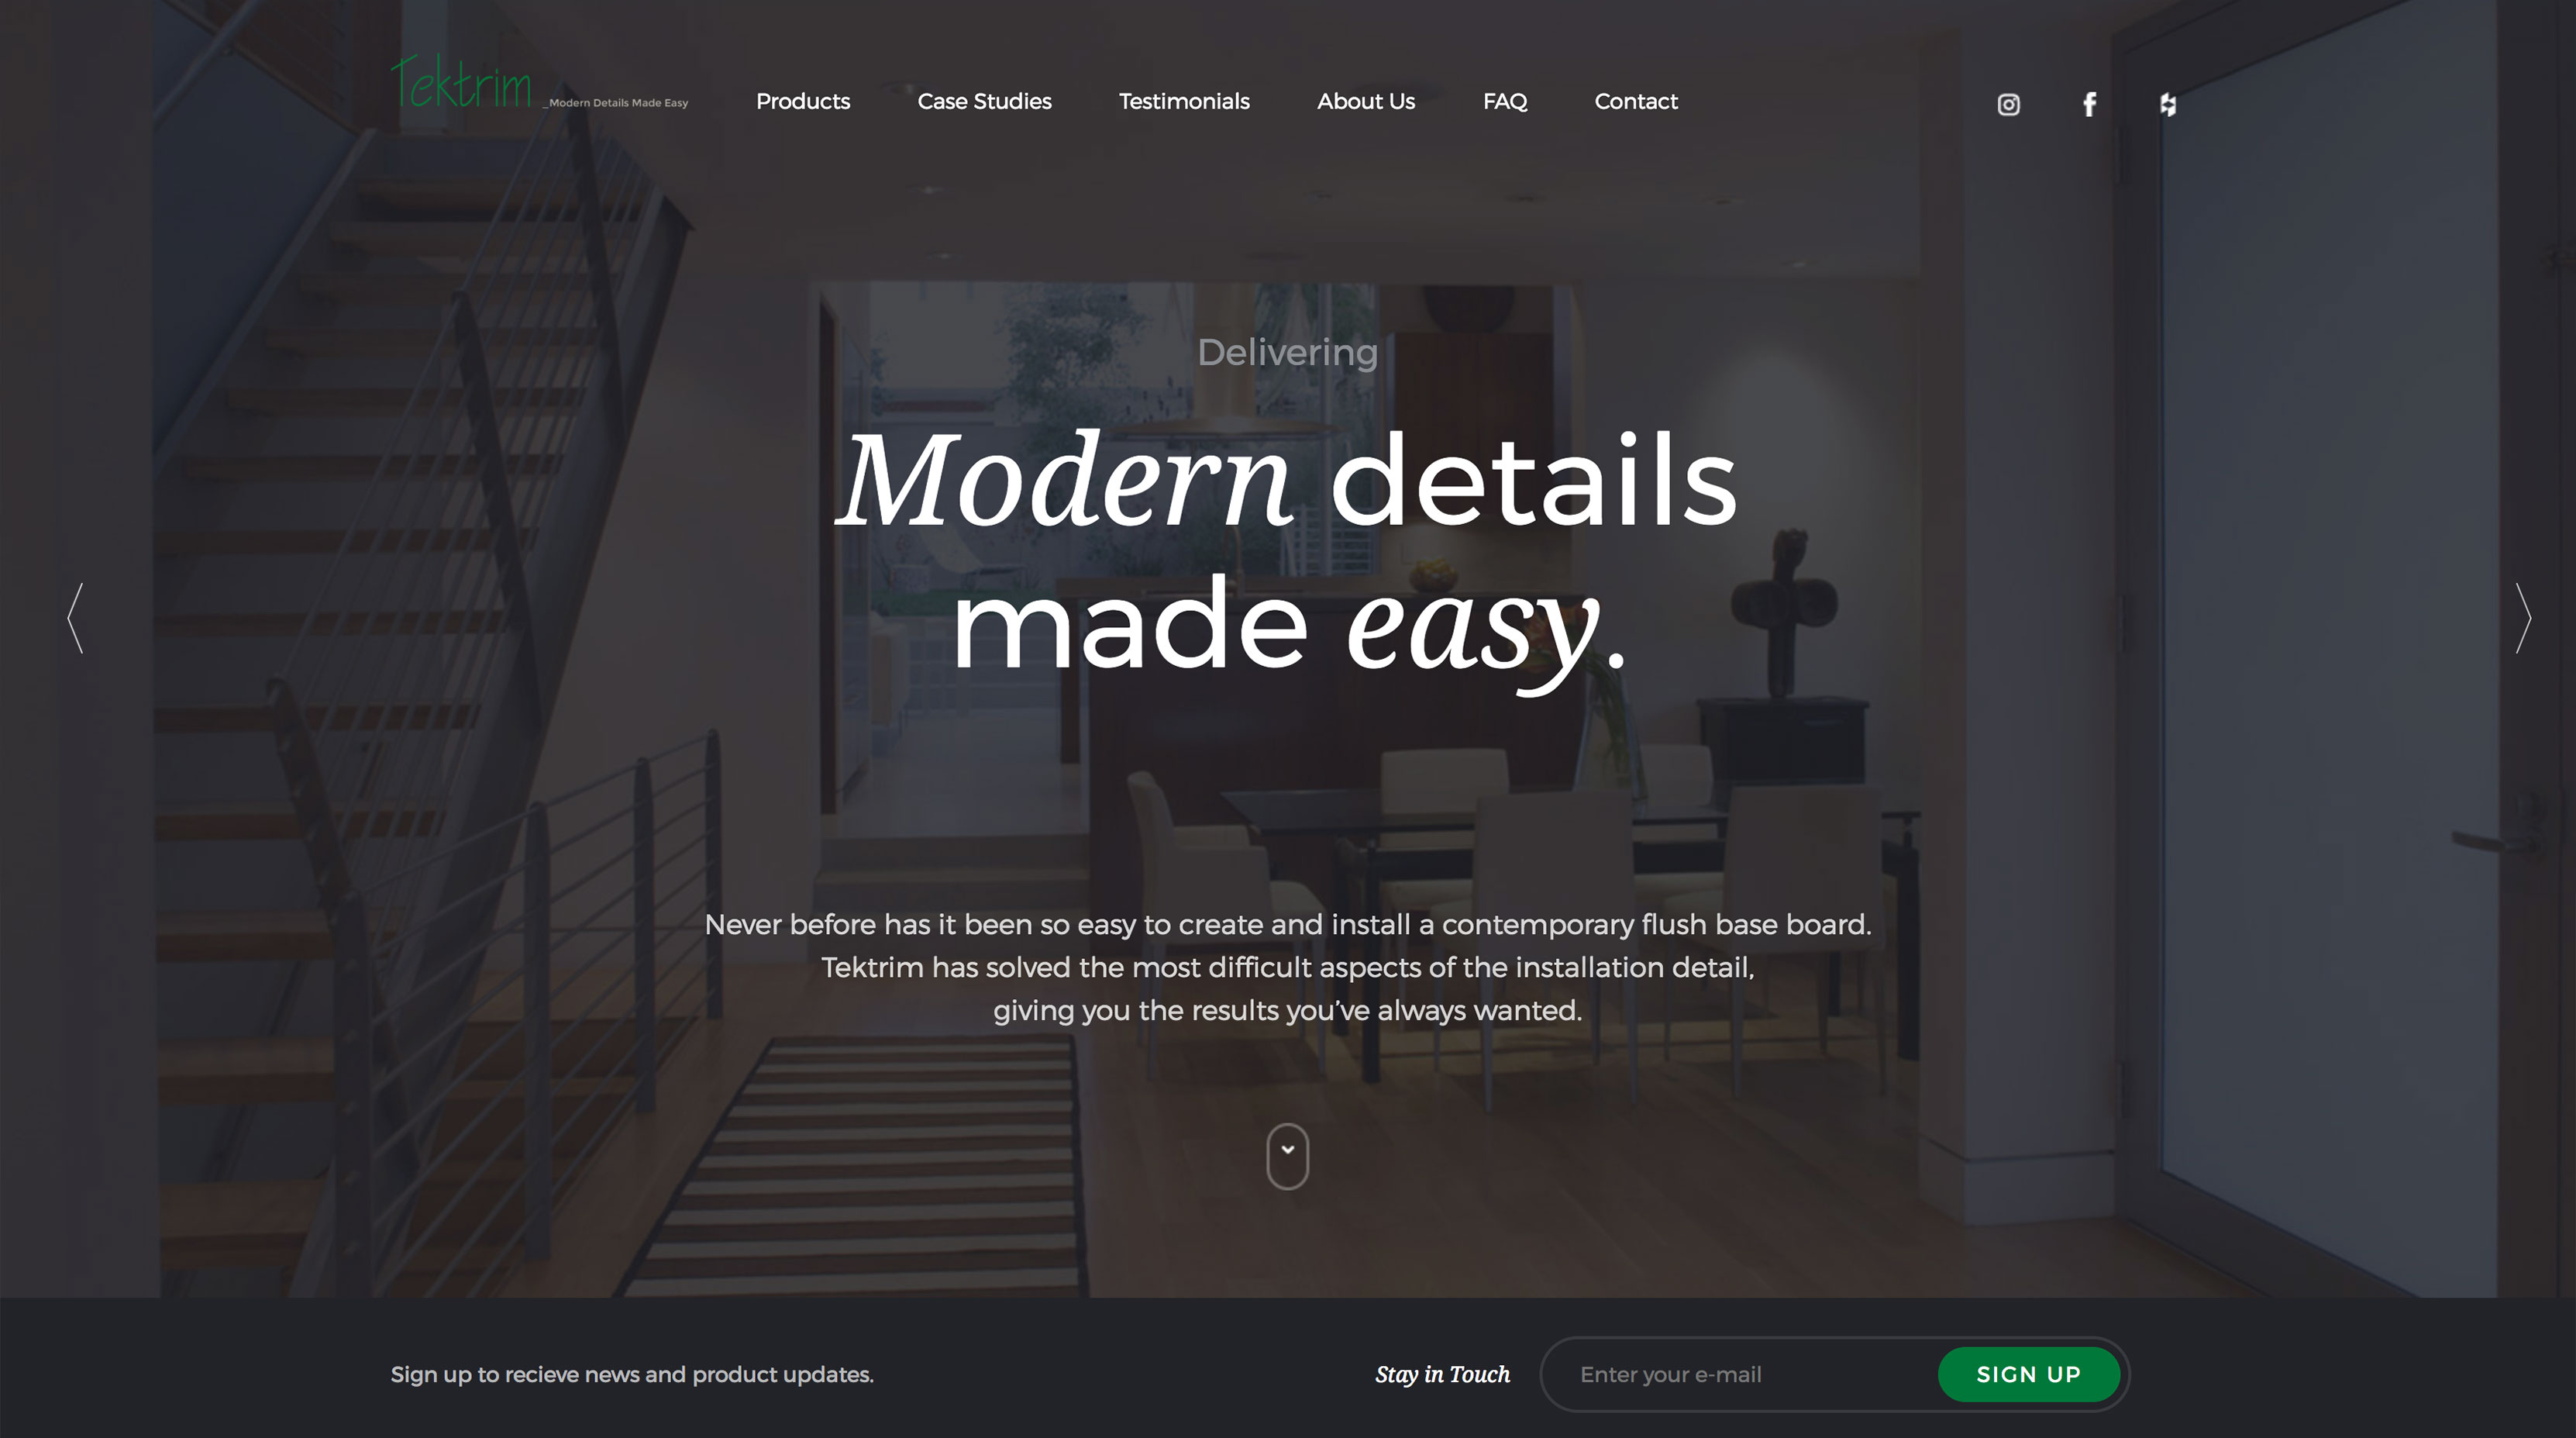 Tektrim _Modern Details Made Easy
Products Case Studies Testimonials About Us FAQ Contact
Delivering
Modern details
made easy.
Never before has it been so easy to create and install a contemporary flush base board.
Tektrim has solved the most difficult aspects of the installation detail,
giving you the results you've always wanted.
Sign up to recieve news and product updates.
Stay in Touch
Enter your e-mail
SIGN UP